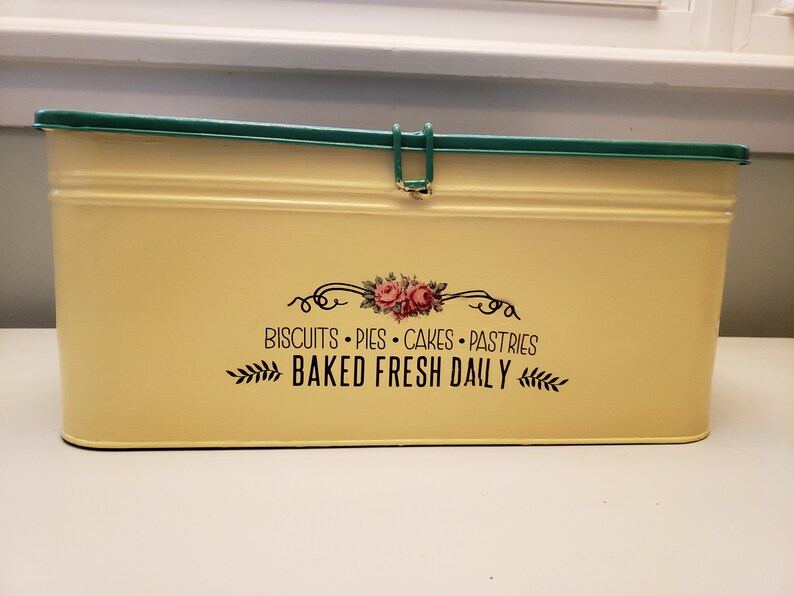 BISCUITS • PIES • CAKES • PASTRIES
BAKED FRESH DAILY